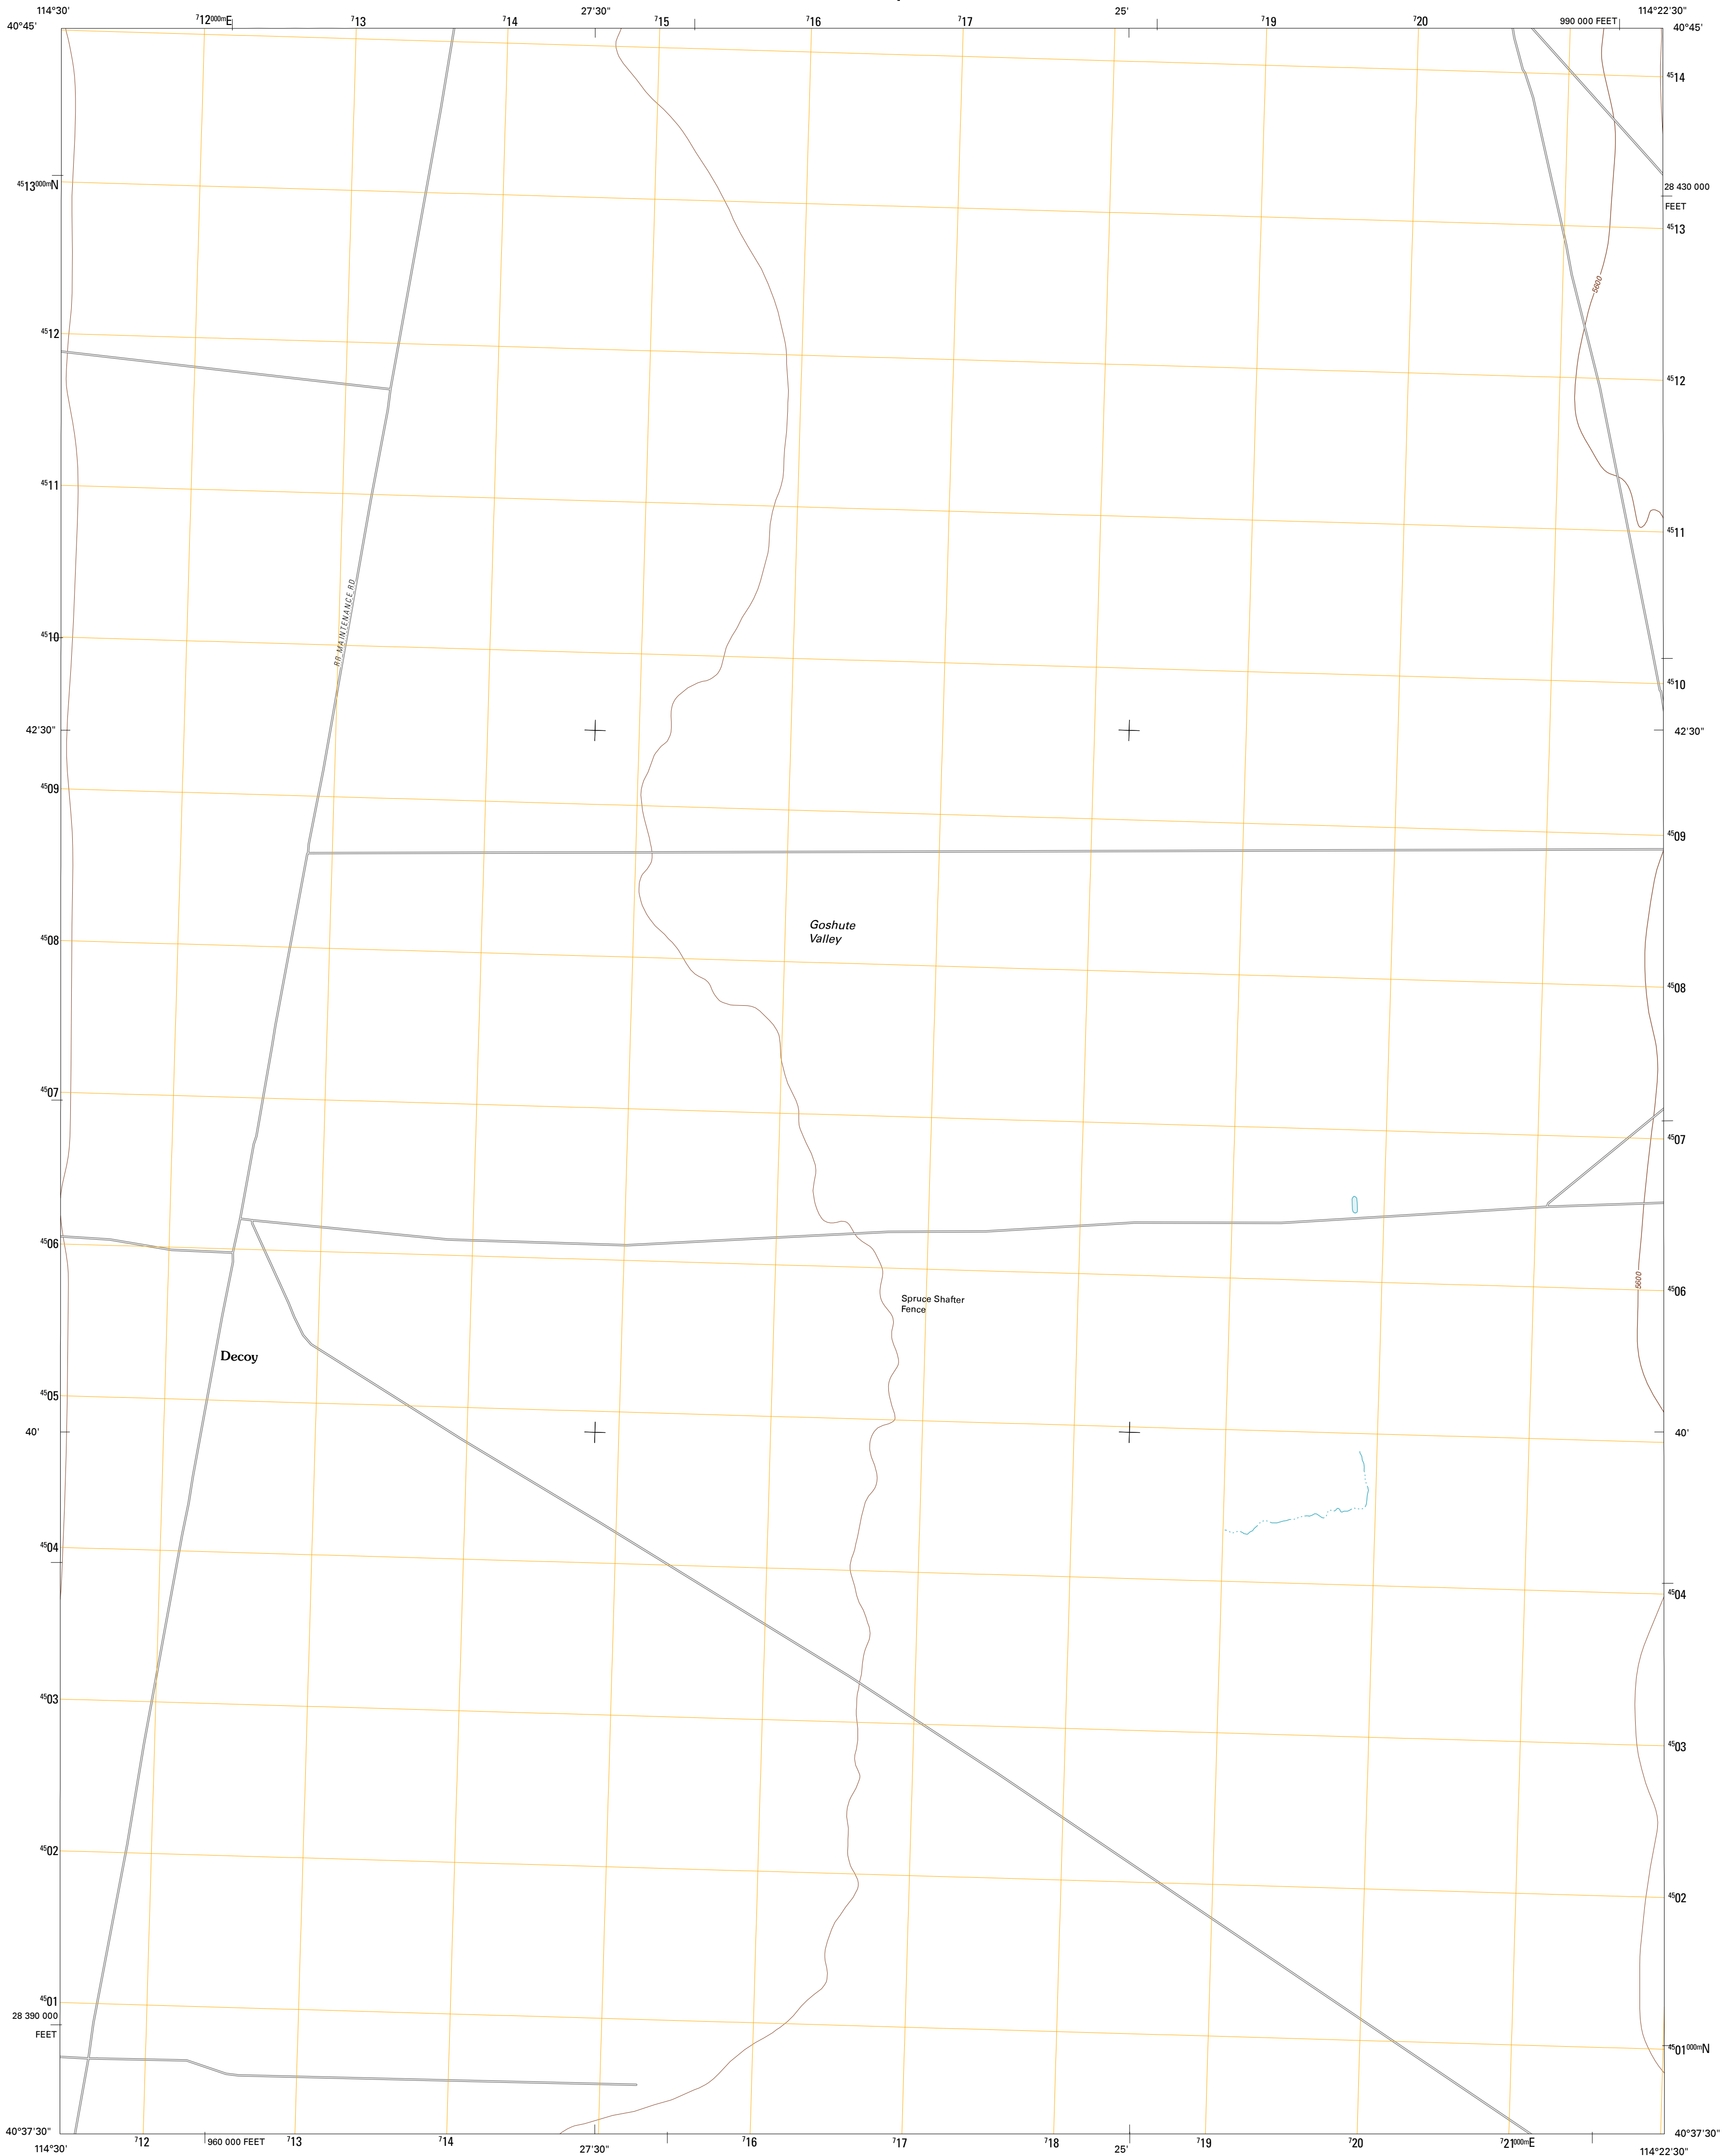 114°30' 712000mE 713 714 27'30" 715 716 717 25' 719 720 990 000 FEET 114°22'30"
40°45' 40°45'
4514
4513000mN 28 430 000
FEET
4513
5600
4512
4512
4511
4511
RR MAINTENANCE RD
4510
4510
42'30" 42'30"
4509
4509
Goshute
Valley
4508
4508
4507
4507
4506
5600
4506
Spruce Shafter
Fence
Decoy
4505
40' 40'
4504
4504
4503
4503
4502
4502
4501
28 390 000
FEET
4501000mN
40°37'30" 40°37'30"
114°30' 712 960 000 FEET 713 714 27'30" 716 717 718 25' 719 720 721000mE 114°22'30"